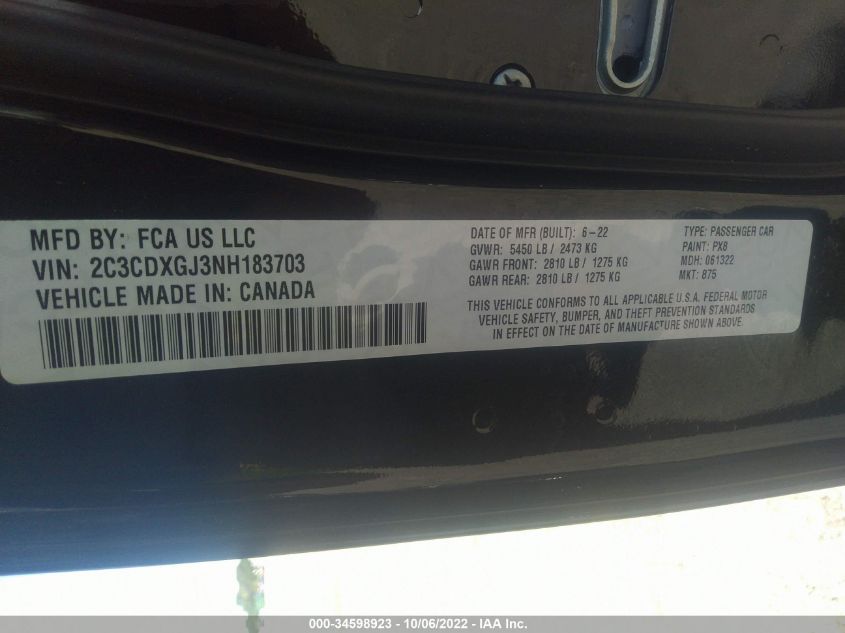 MFD BY: FCA US LLC
VIN: 2C3CDXGJ3NH183703
VEHICLE MADE IN: CANADA
DATE OF MFR (BUILT): 6-22
GVWR: 5450 LB / 2473 KG
GAWR FRONT: 2810 LB / 1275 KG
GAWR REAR: 2810 LB / 1275 KG
TYPE: PASSENGER CAR
PAINT: PX8
MDH: 061322
MKT: 875
THIS VEHICLE CONFORMS TO ALL APPLICABLE U.S.A. FEDERAL MOTOR
VEHICLE SAFETY, BUMPER, AND THEFT PREVENTION STANDARDS
IN EFFECT ON THE DATE OF MANUFACTURE SHOWN ABOVE.
000-34598923 - 10/06/2022 - IAA Inc.